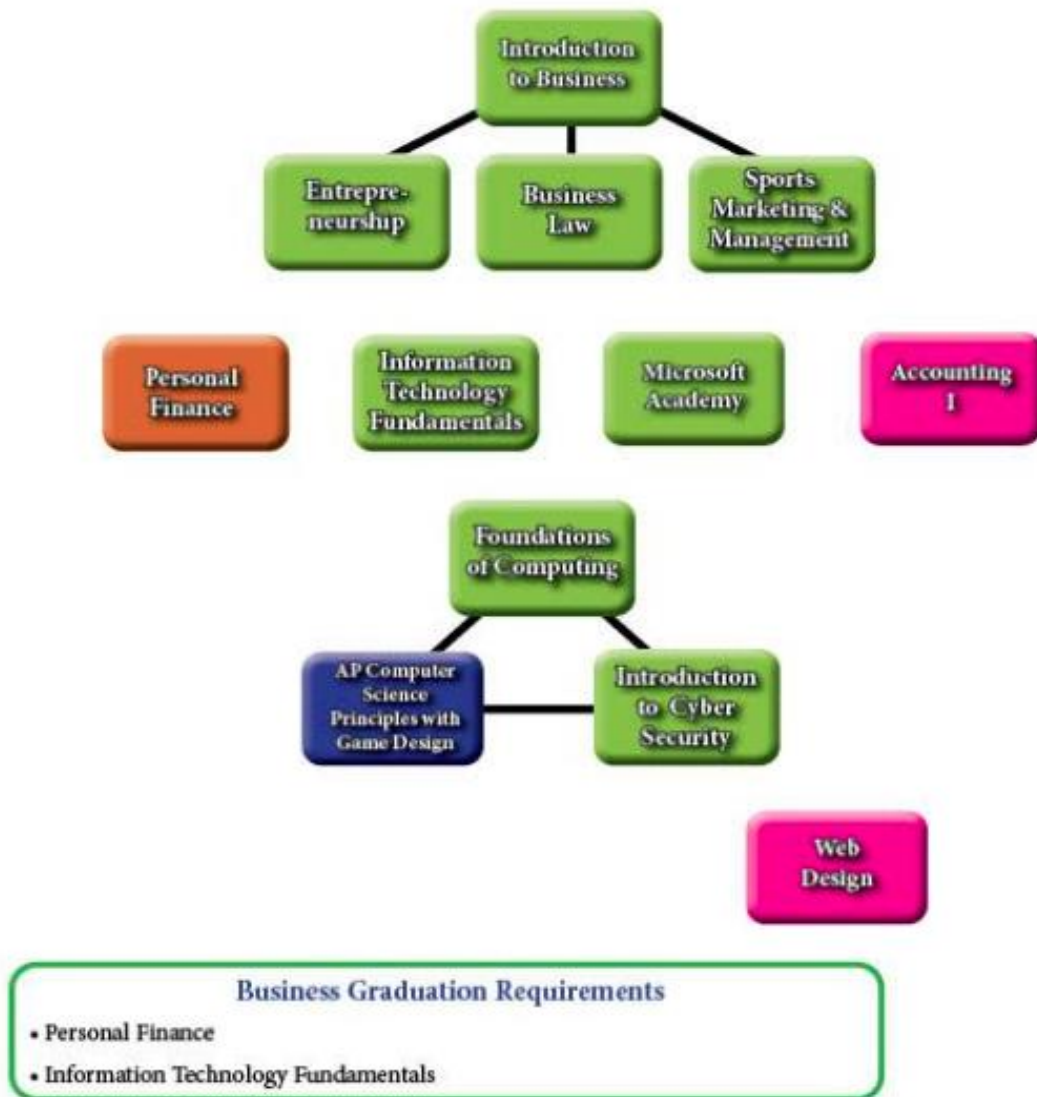 Introduction
to Business
Entrepre-
neurship
Business
Law
Sports
Marketing &
Management
Personal
Finance
Information
Technology
Fundamentals
Microsoft
Academy
Accounting
1
Foundations
of Computing
AP Computer
Science
Principles with
Game Design
Introduction
to Cyber
Security
Web
Design
Business Graduation Requirements
• Personal Finance
• Information Technology Fundamentals